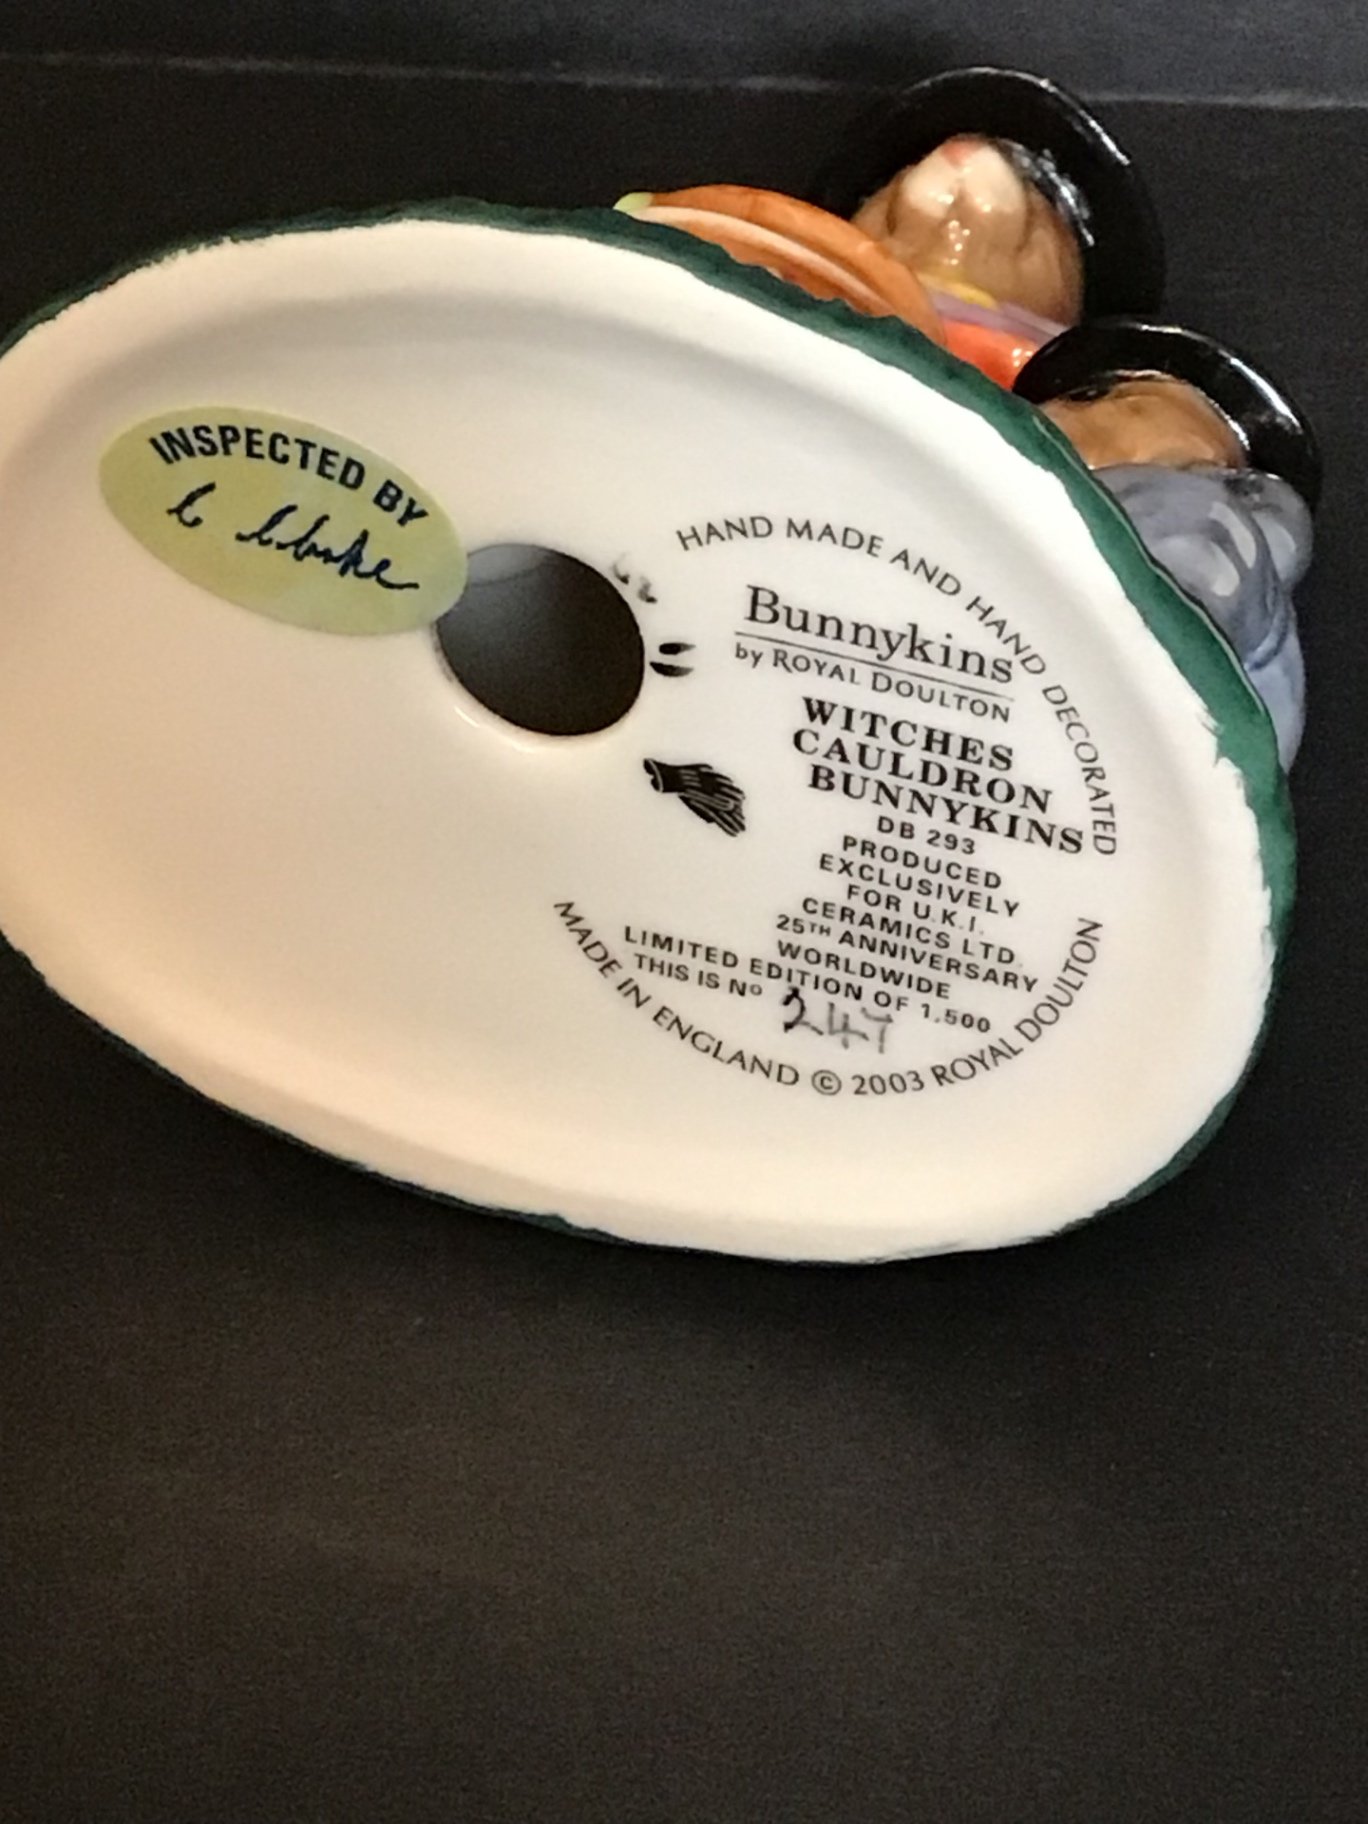 INSPECTED BY
HAND MADE AND HAND DECORATED
Bunnykins
by ROYAL DOULTON
WITCHES
CAULDRON
BUNNYKINS
DB 293
PRODUCED
EXCLUSIVELY
FOR U.K.I.
CERAMICS LTD.
25TH ANNIVERSARY
WORLDWIDE
LIMITED EDITION OF 1,500
THIS IS Nº 247
MADE IN ENGLAND © 2003 ROYAL DOULTON